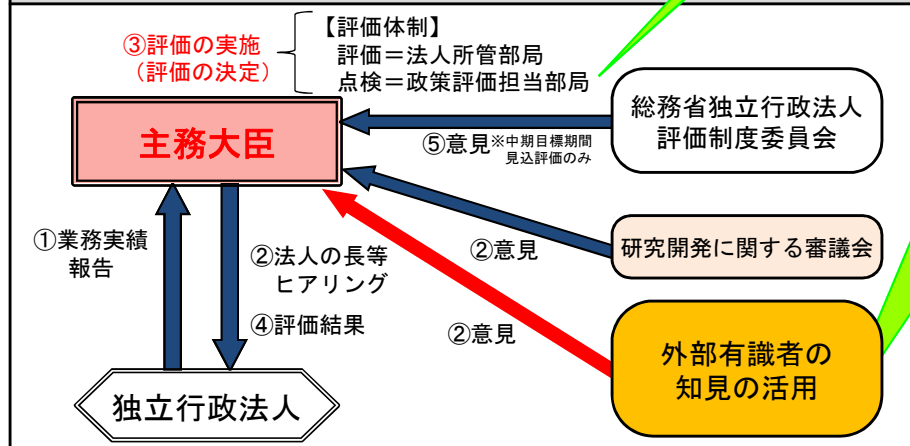 ③評価の実施
（評価の決定）
【評価体制】
評価＝法人所管部局
点検＝政策評価担当部局
主務大臣
総務省独立行政法人
評価制度委員会
⑤意見※中期目標期間
見込評価のみ
①業務実績
報告
②法人の長等
ヒアリング
④評価結果
②意見
研究開発に関する審議会
②意見
外部有識者の
知見の活用
独立行政法人